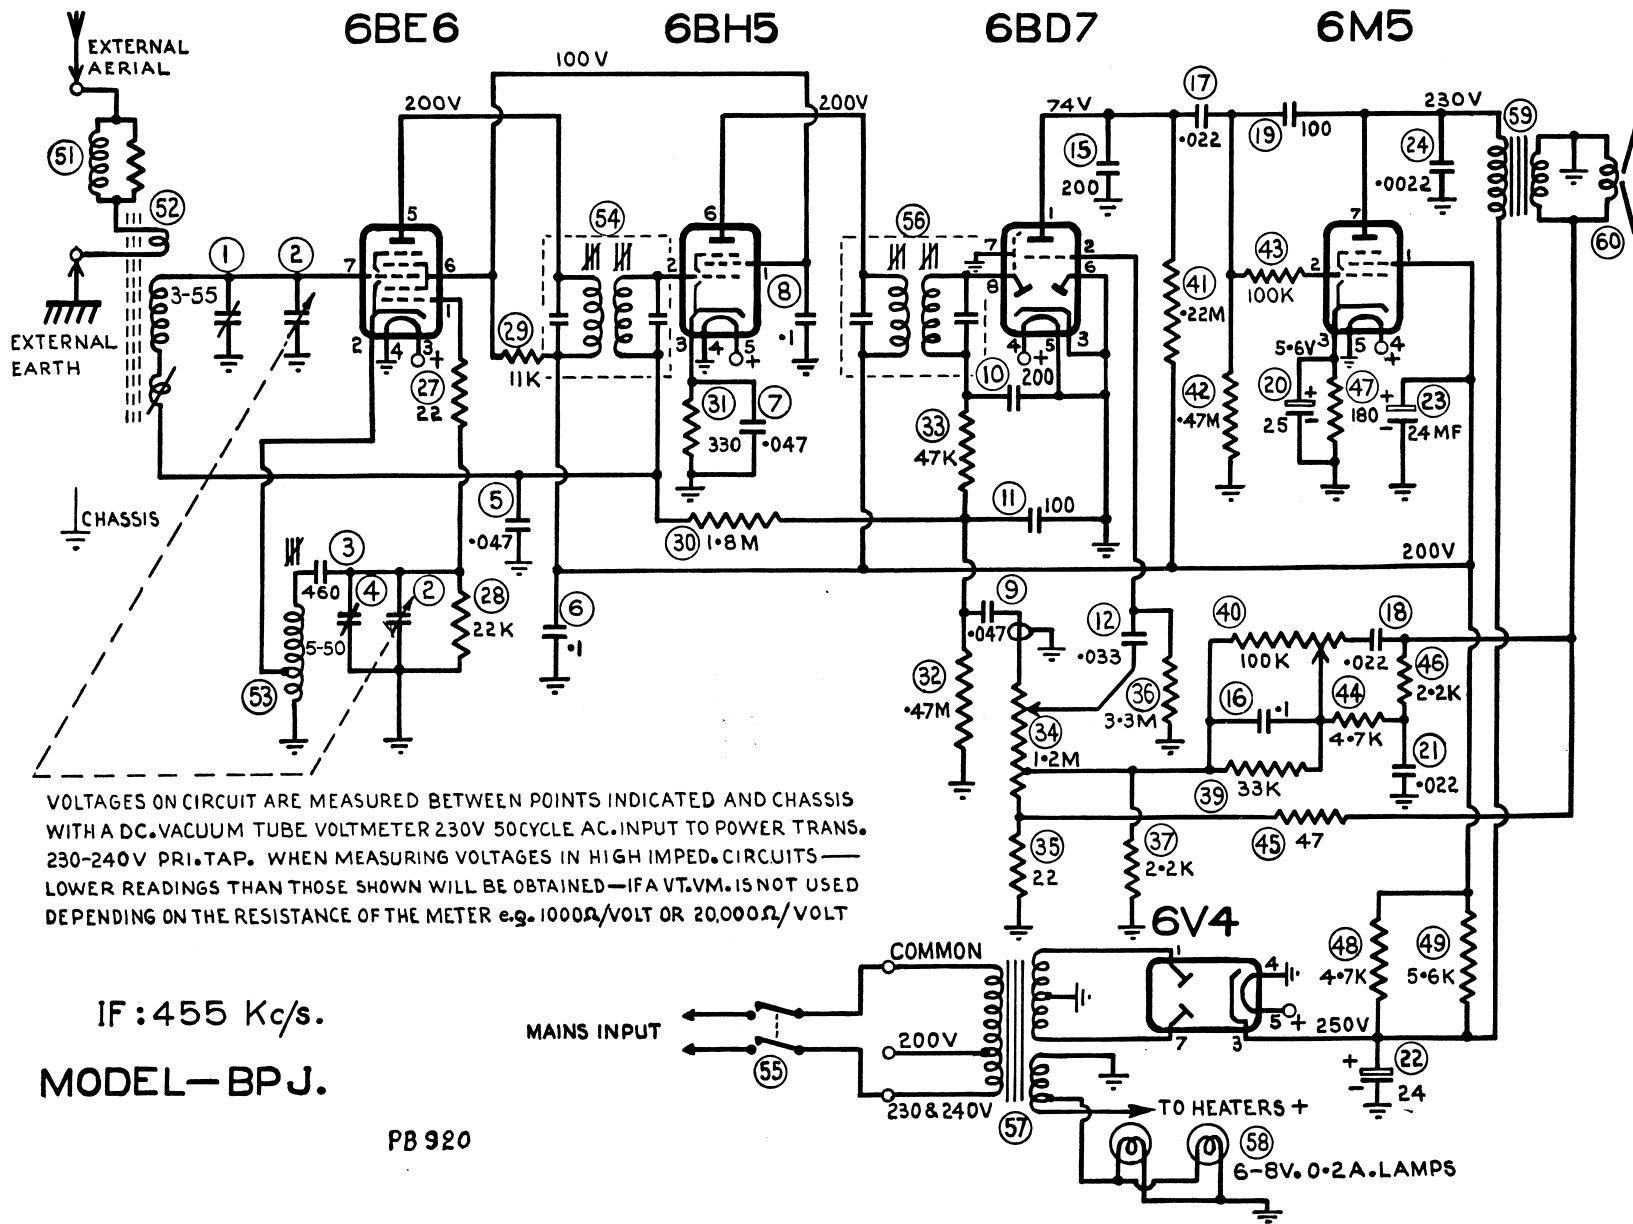 6BE6 6BH5 6BD7 6M5
EXTERNAL
AERIAL
100V
200V
200V
74V
17
·022
19
100
230V
59
51
52
15
200
24
·0022
60
5
54
6
56
1
7
1
2
3-55
7
6
1
2
4
3
+
2
1
3
4
5
+
8
·1
7
2
6
8
4
+
5
3
43
100K
2
1
3
5
4
+
EXTERNAL
EARTH
29
11K
27
22
31
330
7
·047
10
200
33
47K
41
·22M
42
·47M
5·6V
20
+
-
25
47
180
+
-
23
24MF
CHASSIS
5
·047
30
1·8M
11
100
200V
3
460
4
2
5-50
28
22K
53
6
·1
9
·047
12
·033
32
·47M
34
1·2M
36
3·3M
40
100K
18
·022
46
2·2K
16
·1
44
4·7K
21
·022
39
33K
45
47
35
22
37
2·2K
VOLTAGES ON CIRCUIT ARE MEASURED BETWEEN POINTS INDICATED AND CHASSIS
WITH A DC.VACUUM TUBE VOLTMETER 230V 50CYCLE AC.INPUT TO POWER TRANS.
230-240V PRI.TAP. WHEN MEASURING VOLTAGES IN HIGH IMPED.CIRCUITS—
LOWER READINGS THAN THOSE SHOWN WILL BE OBTAINED—IF A VT.VM. IS NOT USED
DEPENDING ON THE RESISTANCE OF THE METER e.g. 1000Ω/VOLT OR 20,000Ω/VOLT
6V4
COMMON
1
4
5
+
7
3
48
4·7K
49
5·6K
250V
+
-
22
24
IF:455 Kc/s.
MAINS INPUT
200V
55
230&240V
57
TO HEATERS +
58
6-8V. 0·2A.LAMPS
MODEL—BPJ.
PB920